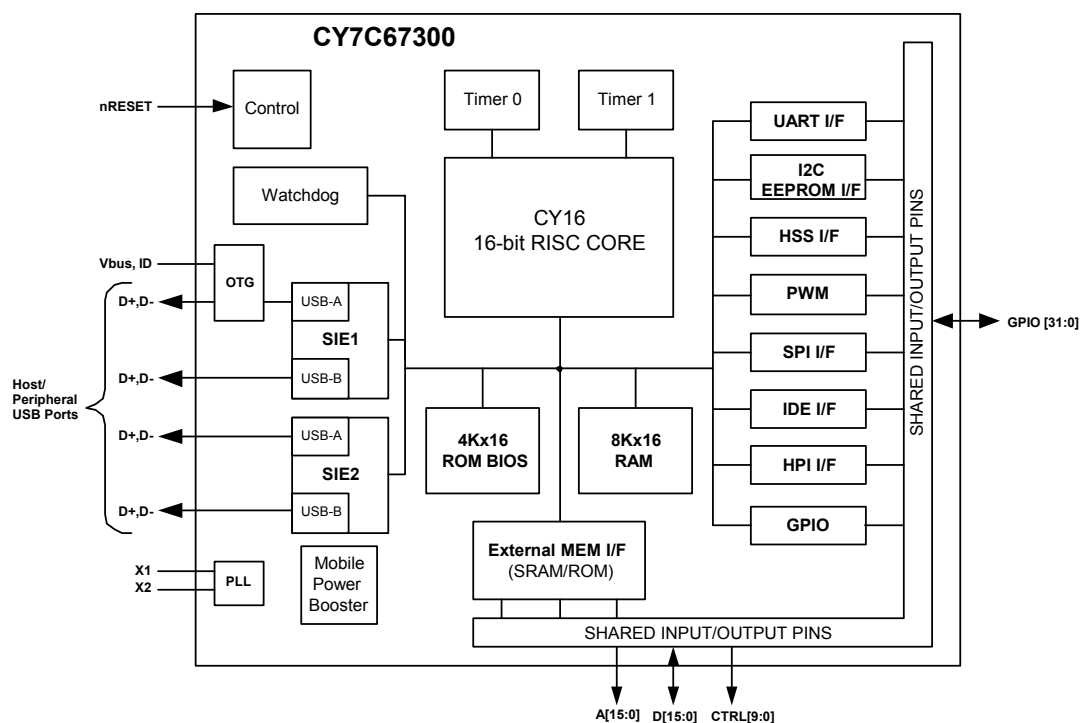 CY7C67300
nRESET
Control
Timer 0
Timer 1
UART I/F
Watchdog
CY16
16-bit RISC CORE
I2C
EEPROM I/F
HSS I/F
Vbus, ID
OTG
D+,D-
USB-A
SIE1
PWM
GPIO [31:0]
SHARED INPUT/OUTPUT PINS
D+,D-
USB-B
SPI I/F
Host/
Peripheral
USB Ports
D+,D-
USB-A
SIE2
4Kx16
ROM BIOS
8Kx16
RAM
IDE I/F
HPI I/F
D+,D-
USB-B
GPIO
External MEM I/F
(SRAM/ROM)
X1
X2
PLL
Mobile
Power
Booster
SHARED INPUT/OUTPUT PINS
A[15:0]
D[15:0]
CTRL[9:0]